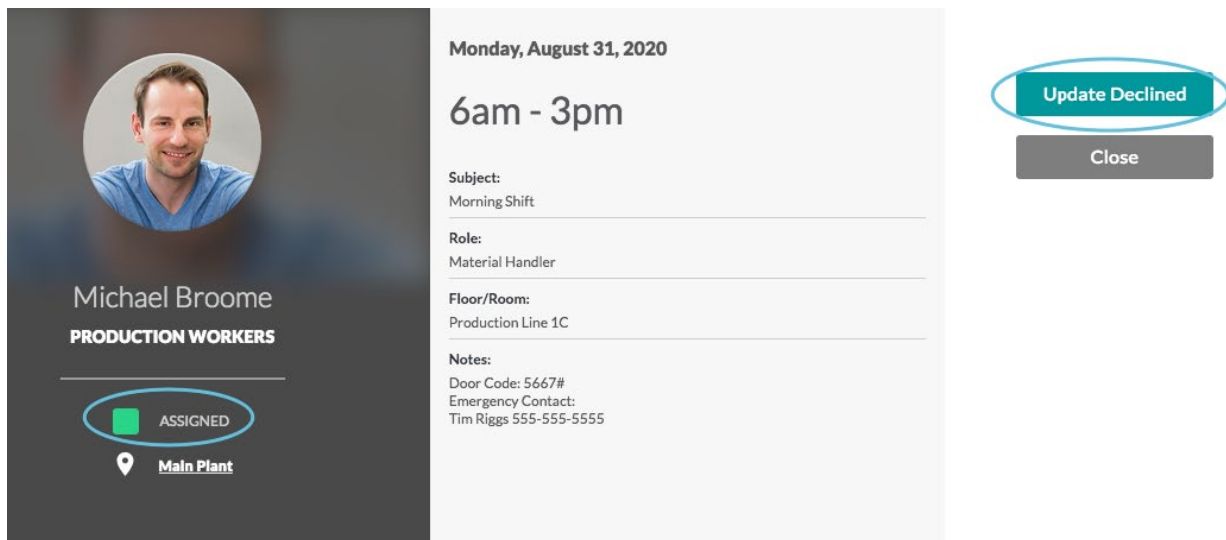 Michael Broome
PRODUCTION WORKERS
ASSIGNED
Main Plant
Monday, August 31, 2020
6am - 3pm
Subject:
Morning Shift
Role:
Material Handler
Floor/Room:
Production Line 1C
Notes:
Door Code: 5667#
Emergency Contact:
Tim Riggs 555-555-5555
Update Declined
Close